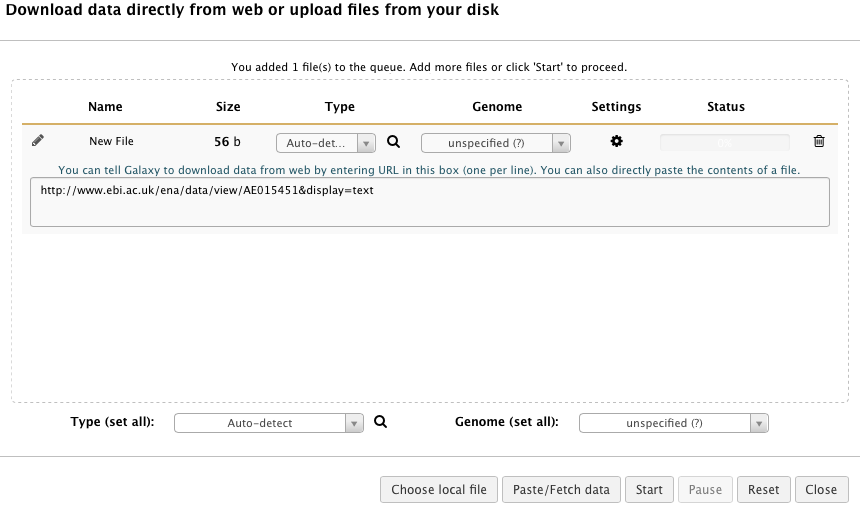 Download data directly from web or upload files from your disk
You added 1 file(s) to the queue. Add more files or click 'Start' to proceed.
Name Size Type Genome Settings Status
New File 56 b Auto-det... unspecified (?)
You can tell Galaxy to download data from web by entering URL in this box (one per line). You can also directly paste the contents of a file.
http://www.ebi.ac.uk/ena/data/view/AE015451&display=text
Type (set all): Auto-detect Genome (set all): unspecified (?)
Choose local file Paste/Fetch data Start Pause Reset Close